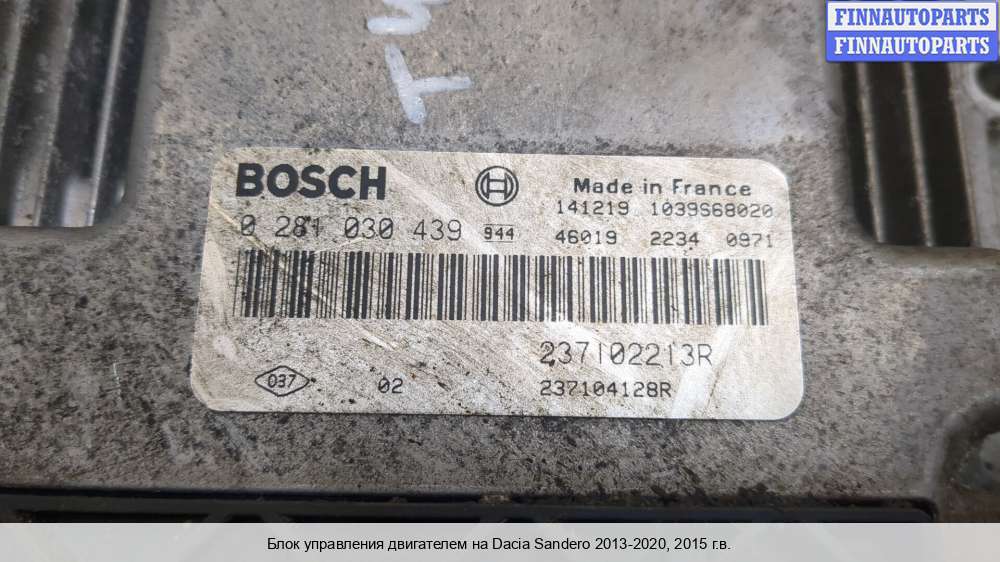 FINNAUTOPARTS
FINNAUTOPARTS
BOSCH
Made in France
0 281 030 439 944
141219 1039S68020
46019 2234 0971
237102213R
037 02
237104128R
Блок управления двигателем на Dacia Sandero 2013-2020, 2015 г.в.